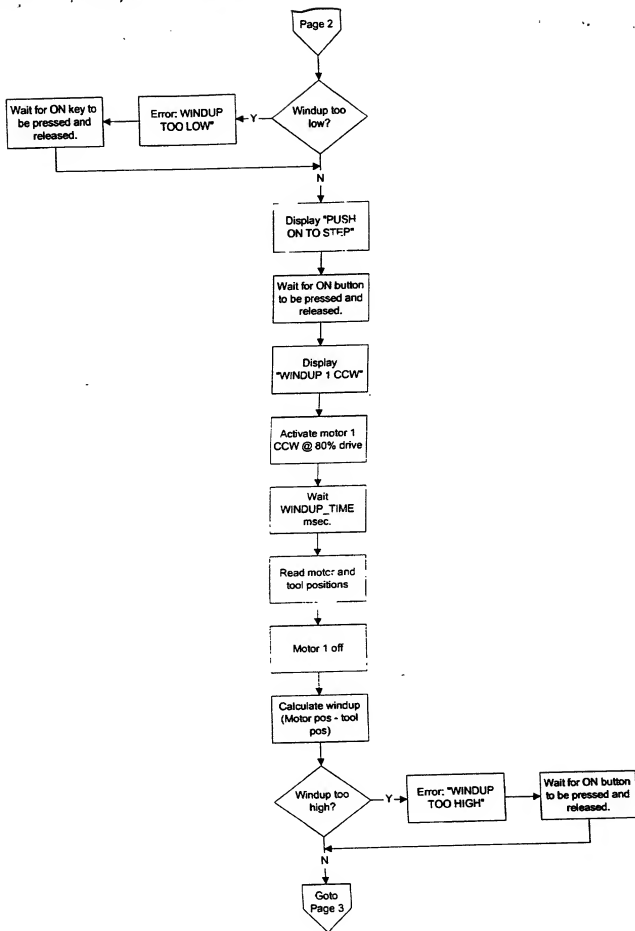 Page 2
Windup too
low?
Y
Error: WINDUP
TOO LOW"
Wait for ON key to
be pressed and
released.
N
Display "PUSH
ON TO STEP"
Wait for ON button
to be pressed and
released.
Display
"WINDUP 1 CCW"
Activate motor 1
CCW @ 80% drive
Wait
WINDUP_TIME
msec.
Read motor and
tool positions
Motor 1 off
Calculate windup
(Motor pos - tool
pos)
Windup too
high?
Y
Error: "WINDUP
TOO HIGH"
Wait for ON button
to be pressed and
released.
N
Goto
Page 3